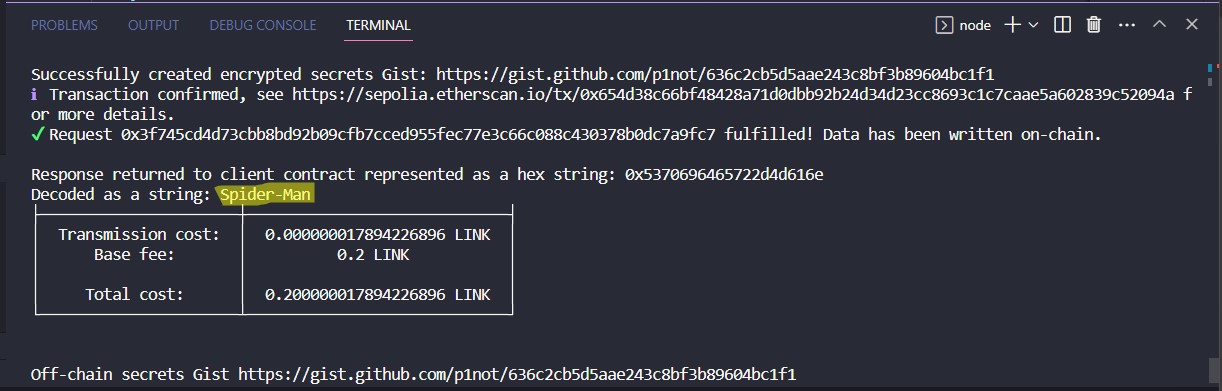 PROBLEMS OUTPUT DEBUG CONSOLE TERMINAL node
Successfully created encrypted secrets Gist: https://gist.github.com/p1not/636c2cb5d5aae243c8bf3b89604bc1f1
i Transaction confirmed, see https://sepolia.etherscan.io/tx/0x654d38c66bf48428a71d0dbb92b24d34d23cc8693c1c7caae5a602839c52094a f
or more details.
✓ Request 0x3f745cd4d73cbb8bd92b09cfb7cced955fec77e3c66c088c430378b0dc7a9fc7 fulfilled! Data has been written on-chain.
Response returned to client contract represented as a hex string: 0x5370696465722d4d616e
Decoded as a string: Spider-Man
Transmission cost: 0.000000017894226896 LINK
Base fee: 0.2 LINK
Total cost: 0.200000017894226896 LINK
Off-chain secrets Gist https://gist.github.com/p1not/636c2cb5d5aae243c8bf3b89604bc1f1